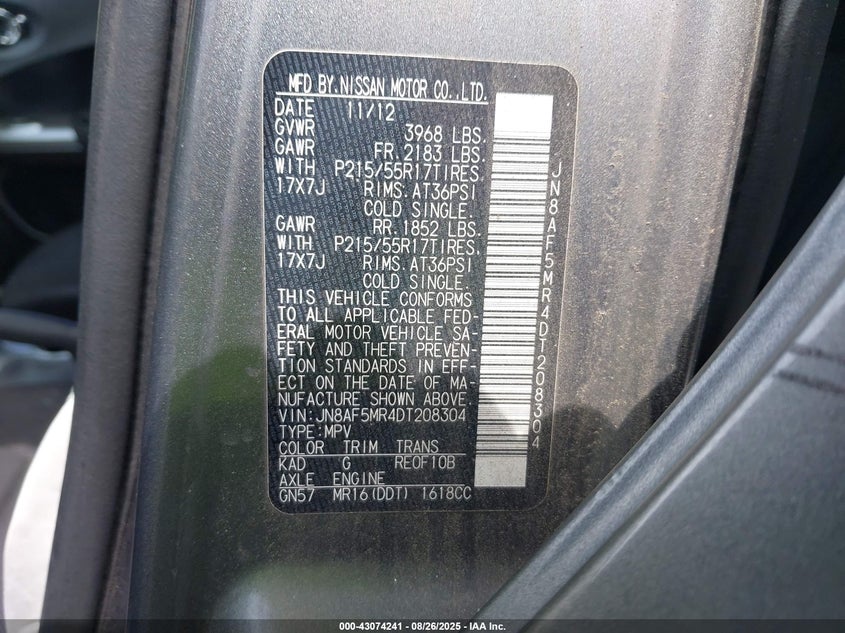 MFD BY.NISSAN MOTOR CO.,LTD.
DATE 11/12
GVWR 3968 LBS.
GAWR FR.2183 LBS.
WITH P215/55R17TIRES.
17X7J RIMS.AT36PSI
COLD SINGLE.
GAWR RR.1852 LBS.
WITH P215/55R17TIRES.
17X7J RIMS.AT36PSI
COLD SINGLE.
THIS VEHICLE CONFORMS
TO ALL APPLICABLE FED-
ERAL MOTOR VEHICLE SA-
FETY AND THEFT PREVEN-
TION STANDARDS IN EFF-
ECT ON THE DATE OF MA-
NUFACTURE SHOWN ABOVE.
VIN:JN8AF5MR4DT208304
TYPE:MPV
COLOR TRIM TRANS
KAD G RE0F10B
AXLE ENGINE
GN57 MR16(DDT) 1618CC
JN8AF5MR4DT208304
000-43074241 - 08/26/2025 - IAA Inc.